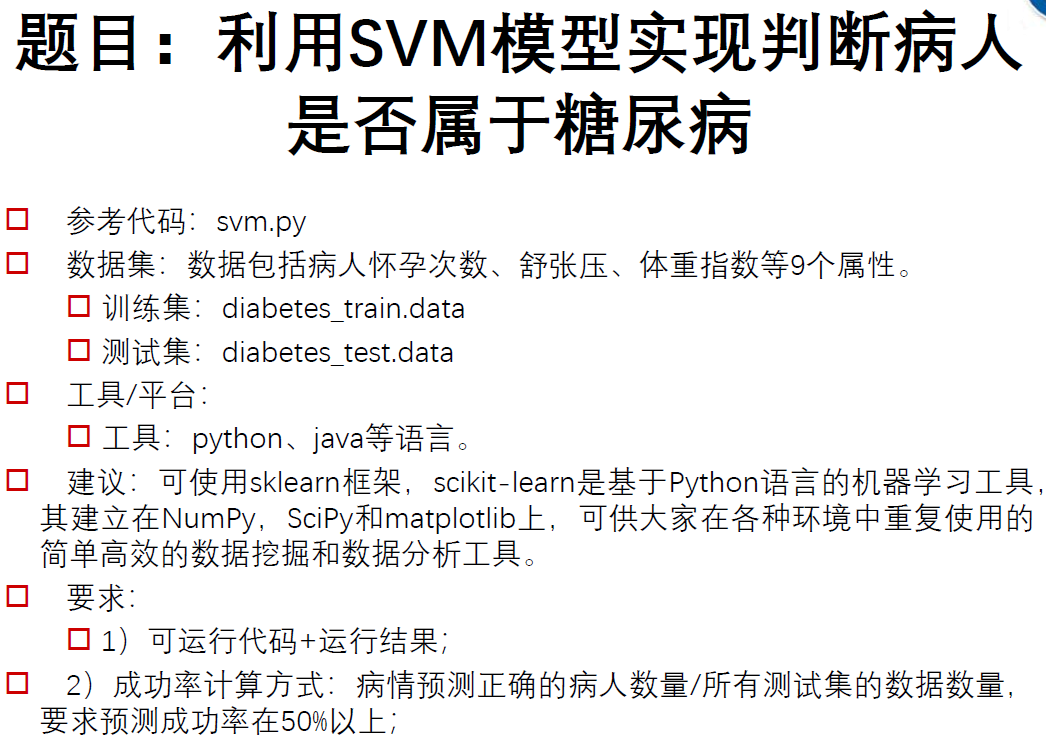 题目：利用SVM模型实现判断病人
是否属于糖尿病
参考代码：svm.py
数据集：数据包括病人怀孕次数、舒张压、体重指数等9个属性。
训练集：diabetes_train.data
测试集：diabetes_test.data
工具/平台：
工具：python、java等语言。
建议：可使用sklearn框架，scikit-learn是基于Python语言的机器学习工具，
其建立在NumPy，SciPy和matplotlib上，可供大家在各种环境中重复使用的
简单高效的数据挖掘和数据分析工具。
要求：
1）可运行代码+运行结果；
2）成功率计算方式：病情预测正确的病人数量/所有测试集的数据数量，
要求预测成功率在50%以上；